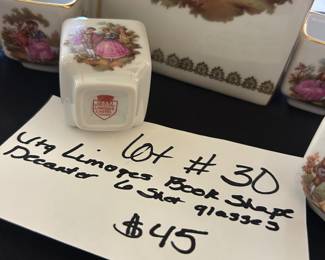 Lot # 30
Vtg Limoges Book Shape
Decanter 6 shot glasses
$45